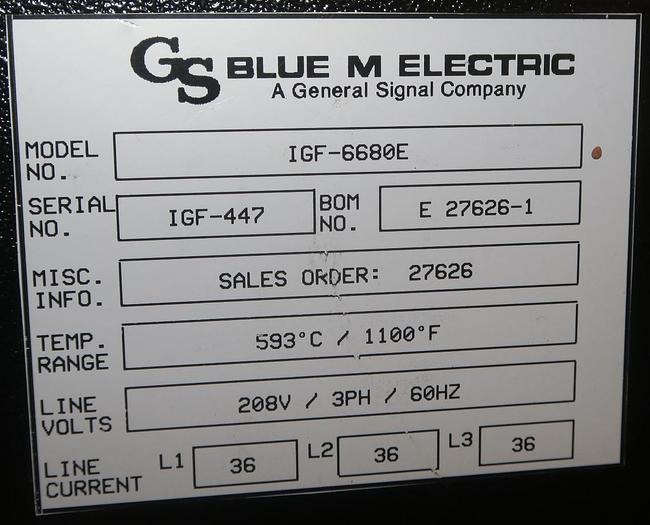 GS BLUE M ELECTRIC
A General Signal Company
MODEL NO. IGF-6680E
SERIAL NO. IGF-447 BOM NO. E 27626-1
MISC. INFO. SALES ORDER: 27626
TEMP. RANGE 593°C / 1100°F
LINE VOLTS 208V / 3PH / 60HZ
LINE CURRENT L1 36 L2 36 L3 36